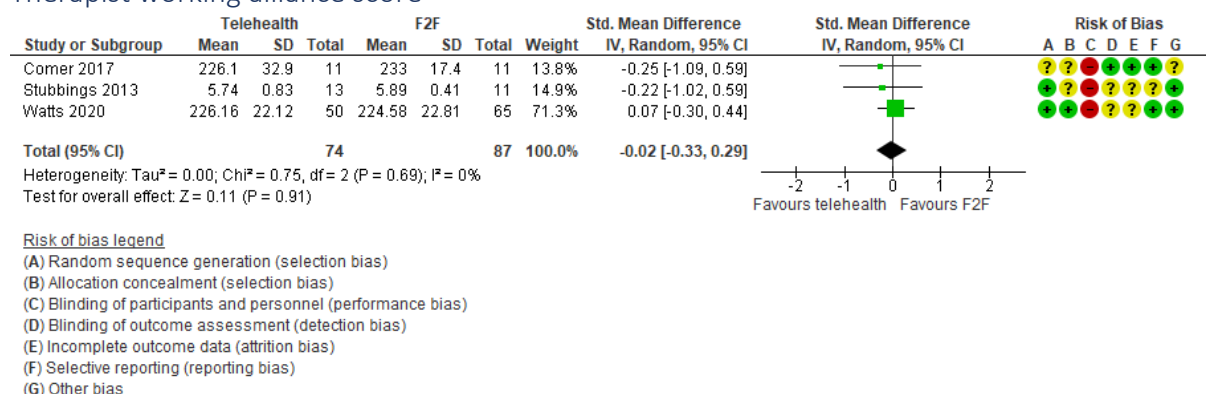 Therapist working alliance score
Telehealth F2F Std. Mean Difference Std. Mean Difference Risk of Bias
Study or Subgroup Mean SD Total Mean SD Total Weight IV, Random, 95% CI IV, Random, 95% CI A B C D E F G
Comer 2017 226.1 32.9 11 233 17.4 11 13.8% -0.25 [-1.09, 0.59] ? ? - + + + ?
Stubbings 2013 5.74 0.83 13 5.89 0.41 11 14.9% -0.22 [-1.02, 0.59] + ? - ? ? ? +
Watts 2020 226.16 22.12 50 224.58 22.81 65 71.3% 0.07 [-0.30, 0.44] + + - ? ? + +
Total (95% CI) 74 87 100.0% -0.02 [-0.33, 0.29]
Heterogeneity: Tau² = 0.00; Chi² = 0.75, df = 2 (P = 0.69); I² = 0%
Test for overall effect: Z = 0.11 (P = 0.91)
-2 -1 0 1 2
Favours telehealth Favours F2F
Risk of bias legend
(A) Random sequence generation (selection bias)
(B) Allocation concealment (selection bias)
(C) Blinding of participants and personnel (performance bias)
(D) Blinding of outcome assessment (detection bias)
(E) Incomplete outcome data (attrition bias)
(F) Selective reporting (reporting bias)
(G) Other bias